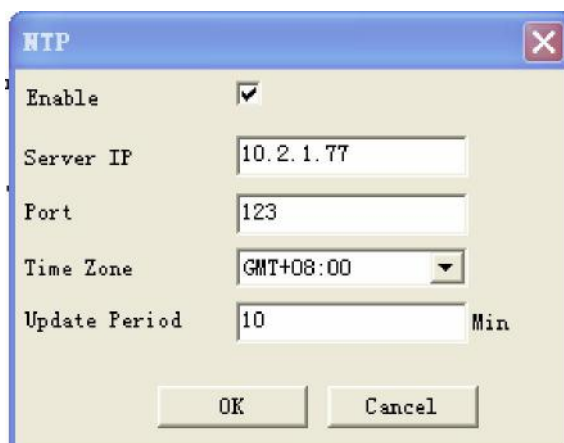 NTP
Enable
Server IP 10.2.1.77
Port 123
Time Zone GMT+08:00
Update Period 10 Min
OK Cancel